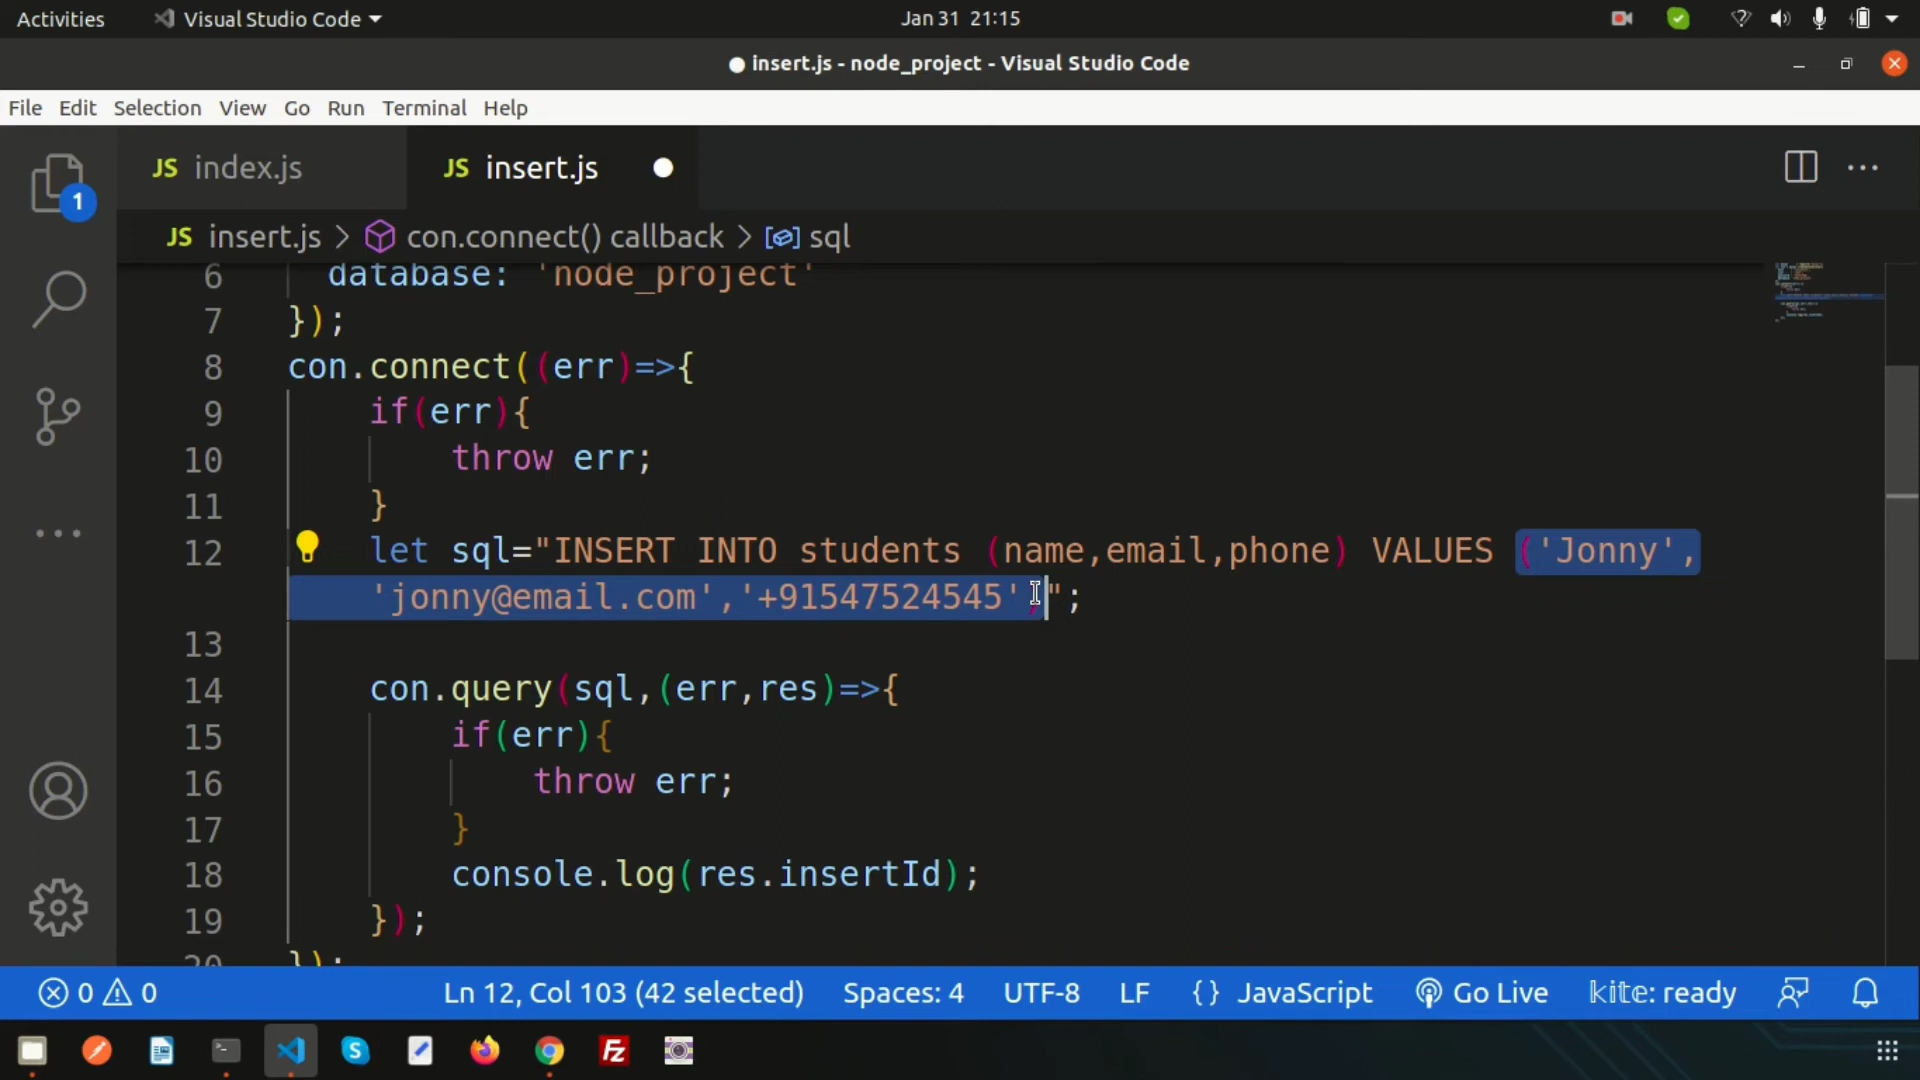 Activities Visual Studio Code Jan 31 21:15
insert.js - node_project - Visual Studio Code
File Edit Selection View Go Run Terminal Help
JS index.js JS insert.js
JS insert.js > con.connect() callback > sql
1
6 database: 'node_project'
7 });
8 con.connect((err)=>{
9 if(err){
10 throw err;
11 }
12 let sql="INSERT INTO students (name,email,phone) VALUES ('Jonny',
'jonny@email.com','+91547524545')";
13
14 con.query(sql,(err,res)=>{
15 if(err){
16 throw err;
17 }
18 console.log(res.insertId);
19 });
20 });
0 0 Ln 12, Col 103 (42 selected) Spaces: 4 UTF-8 LF {} JavaScript Go Live kite: ready